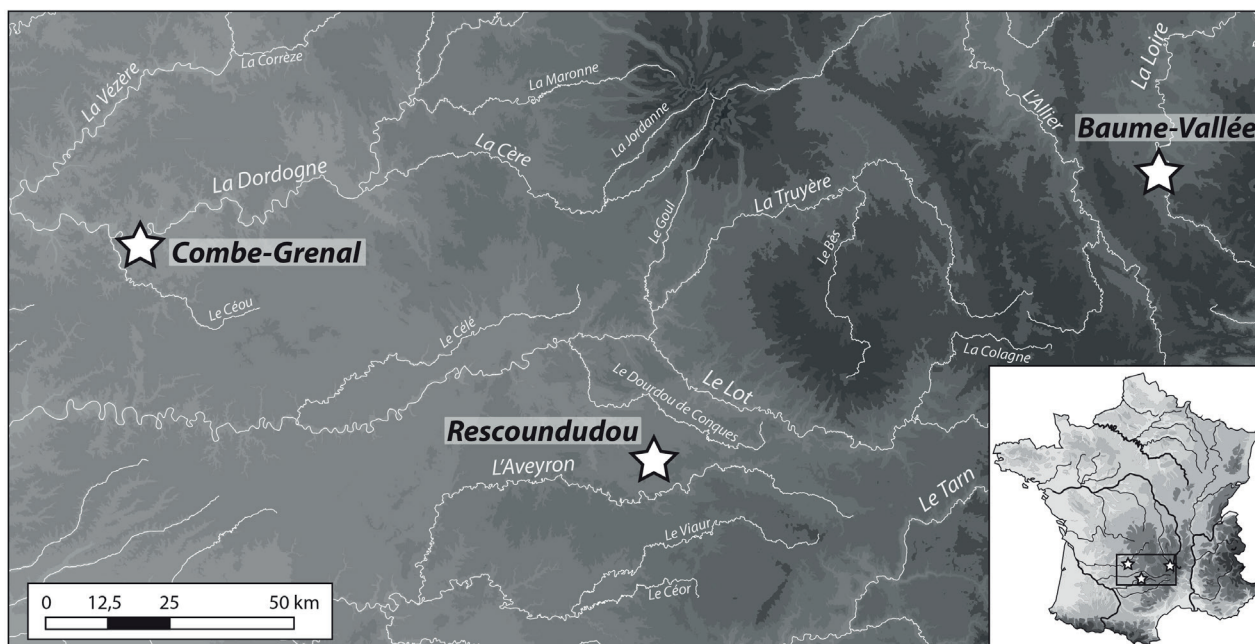 La Vézère
La Corrèze
La Maronne
La Jordanne
La Loire
L'Allier
Baume-Vallée
La Cère
La Dordogne
La Truyère
Le Goul
Le Bès
Combe-Grenal
Le Céou
Le Célé
La Colagne
Le Lot
Le Dourdou de Conques
Rescoundudou
L'Aveyron
Le Tarn
Le Viaur
Le Céor
0 12,5 25 50 km